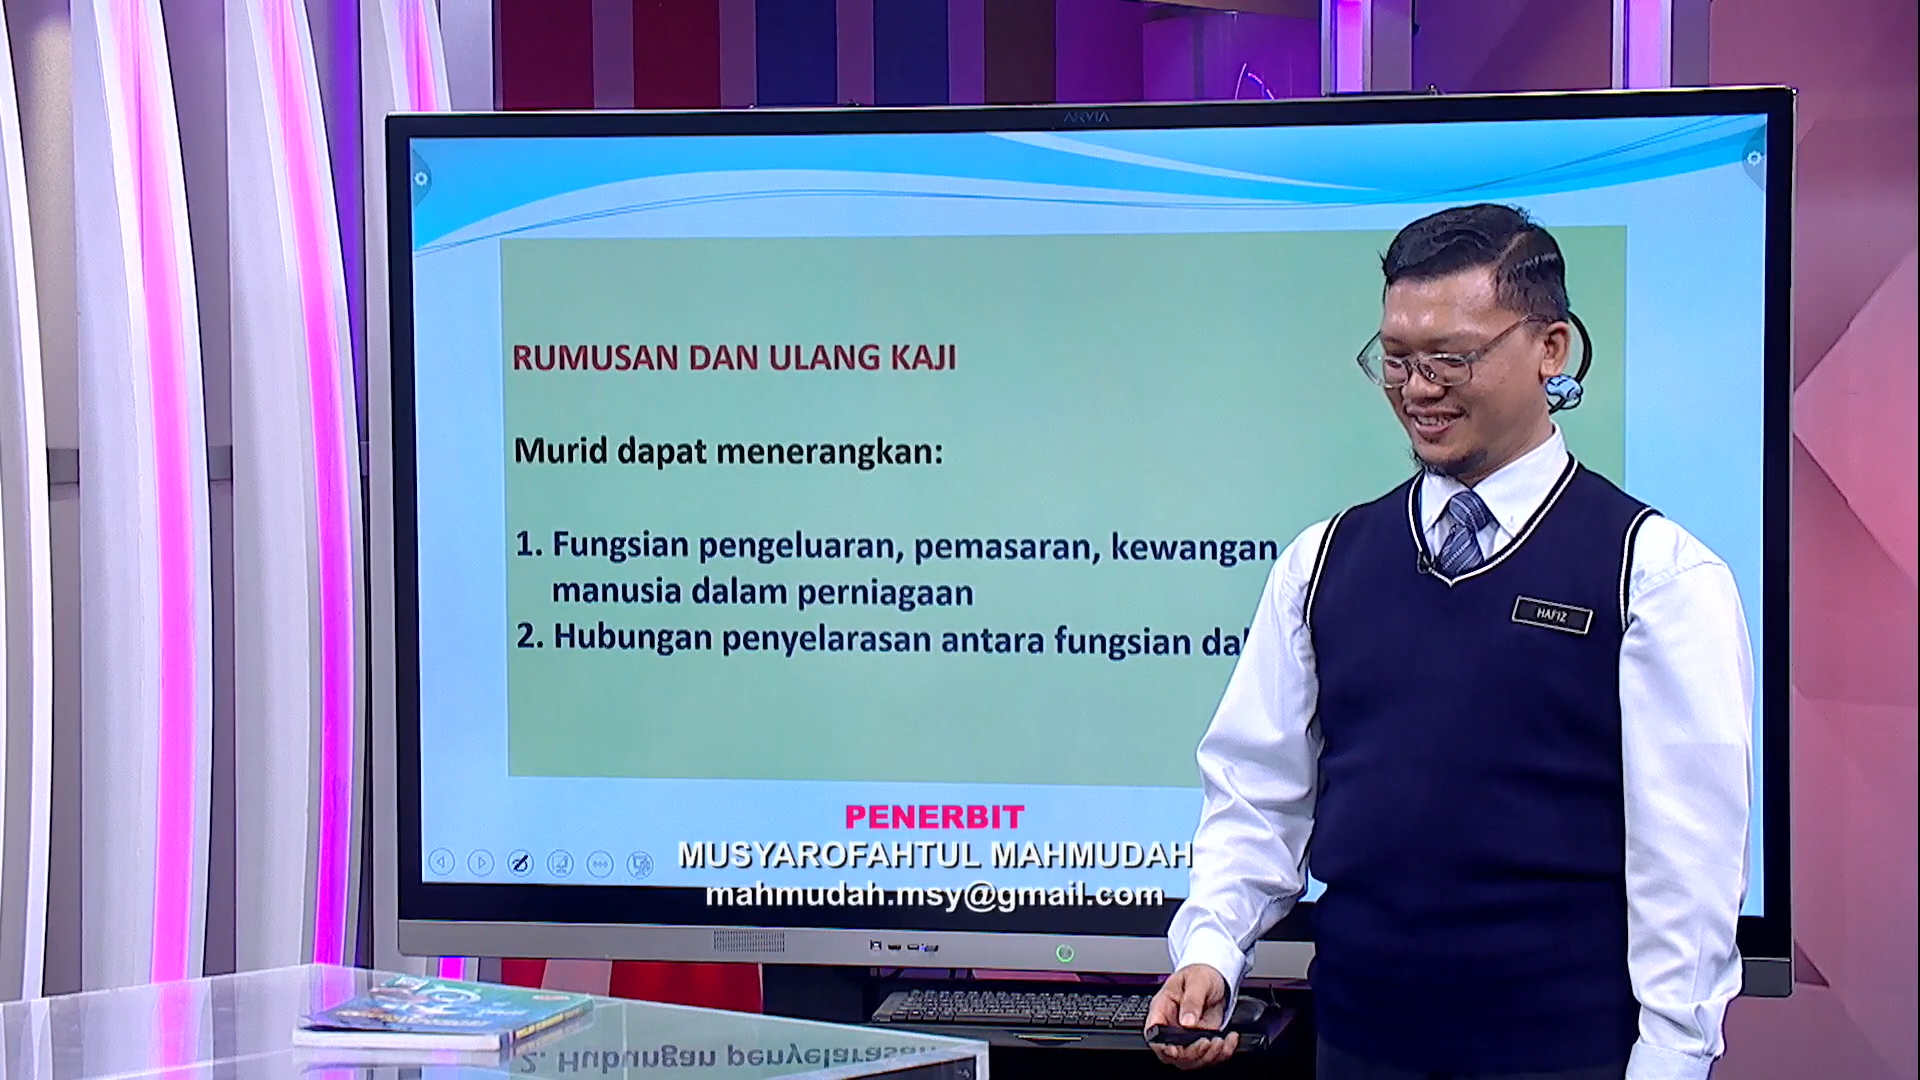 ARVIA
RUMUSAN DAN ULANG KAJI
Murid dapat menerangkan:
1. Fungsian pengeluaran, pemasaran, kewangan
manusia dalam perniagaan
2. Hubungan penyelarasan antara fungsian da
HAFIZ
PENERBIT
MUSYAROFAHTUL MAHMUDAH
mahmudah.msy@gmail.com
2. Hubungan penyelarasan